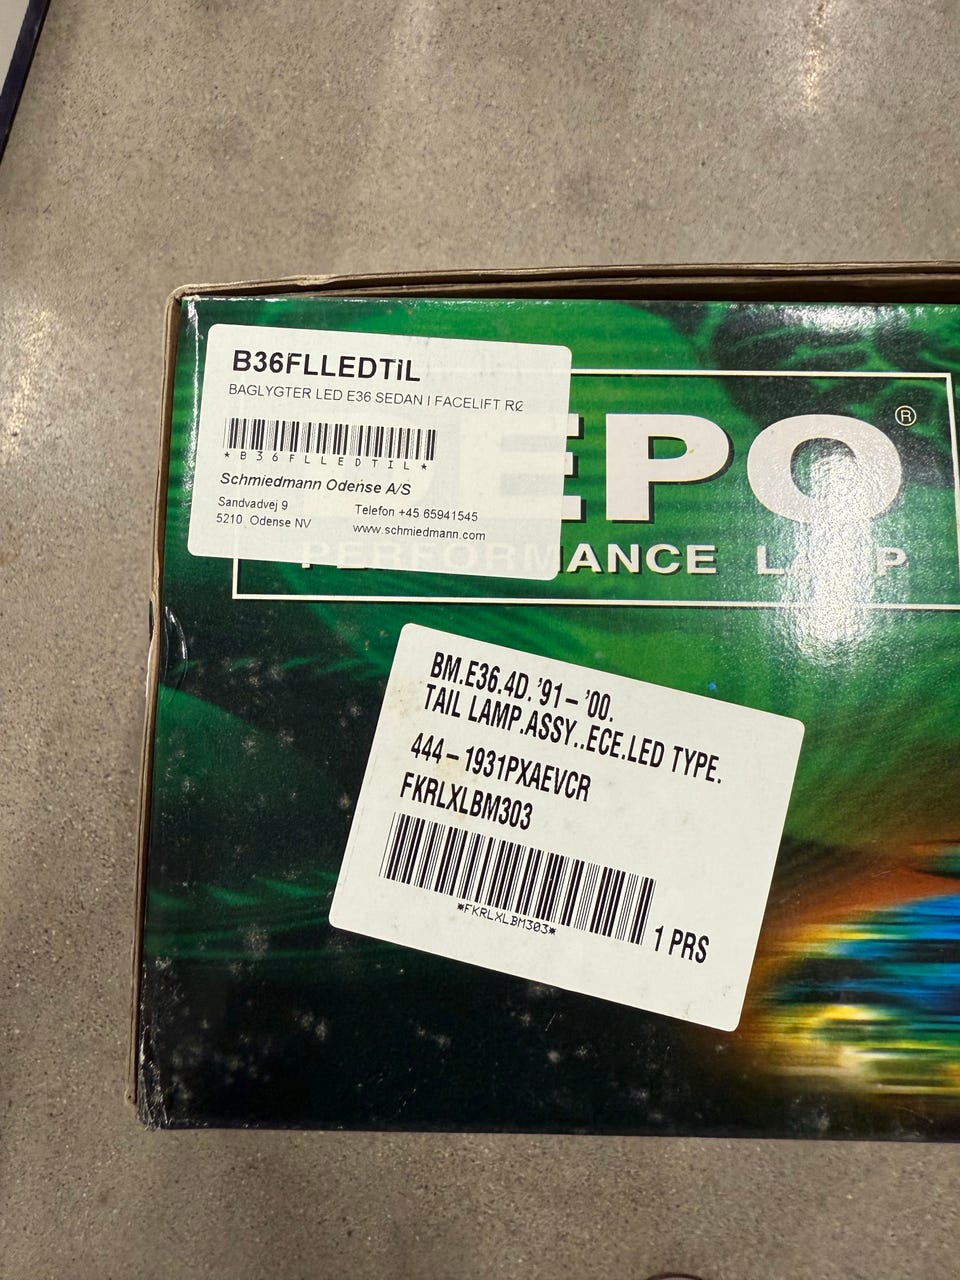 B36FLLEDTIL
BAGLYGTER LED E36 SEDAN I FACELIFT
*B36FLLEDTIL*
Schmiedmann Odense A/S
Sandvadvej 9 Telefon +45 65941545
5210 Odense NV www.schmiedmann.com
DEPO®
PERFORMANCE LAMP
BM.E36.4D.'91-'00.
TAIL LAMP.ASSY..ECE.LED TYPE.
444-1931PXAEVCR
FKRLXLBM303
*FKRLXLBM303*
1 PRS